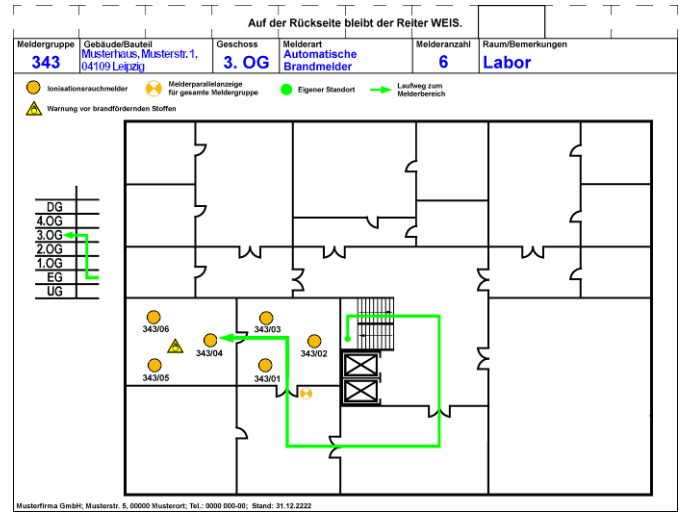 Auf der Rückseite bleibt der Reiter WEIS.
Meldergruppe
343
Gebäude/Bauteil
Musterhaus, Musterstr. 1,
04109 Leipzig
Geschoss
3. OG
Melderart
Automatische
Brandmelder
Melderanzahl
6
Raum/Bemerkungen
Labor
Ionisationsrauchmelder
Melderparallelanzeige
für gesamte Meldergruppe
Eigener Standort
Laufweg zum
Melderbereich
Warnung vor brandfördernden Stoffen
DG
4.OG
3.OG
2.OG
1.OG
EG
UG
343/06
343/03
343/04
343/02
343/05
343/01
Musterfirma GmbH; Musterstr. 5, 00000 Musterort; Tel.: 0000 000-00; Stand: 31.12.2222